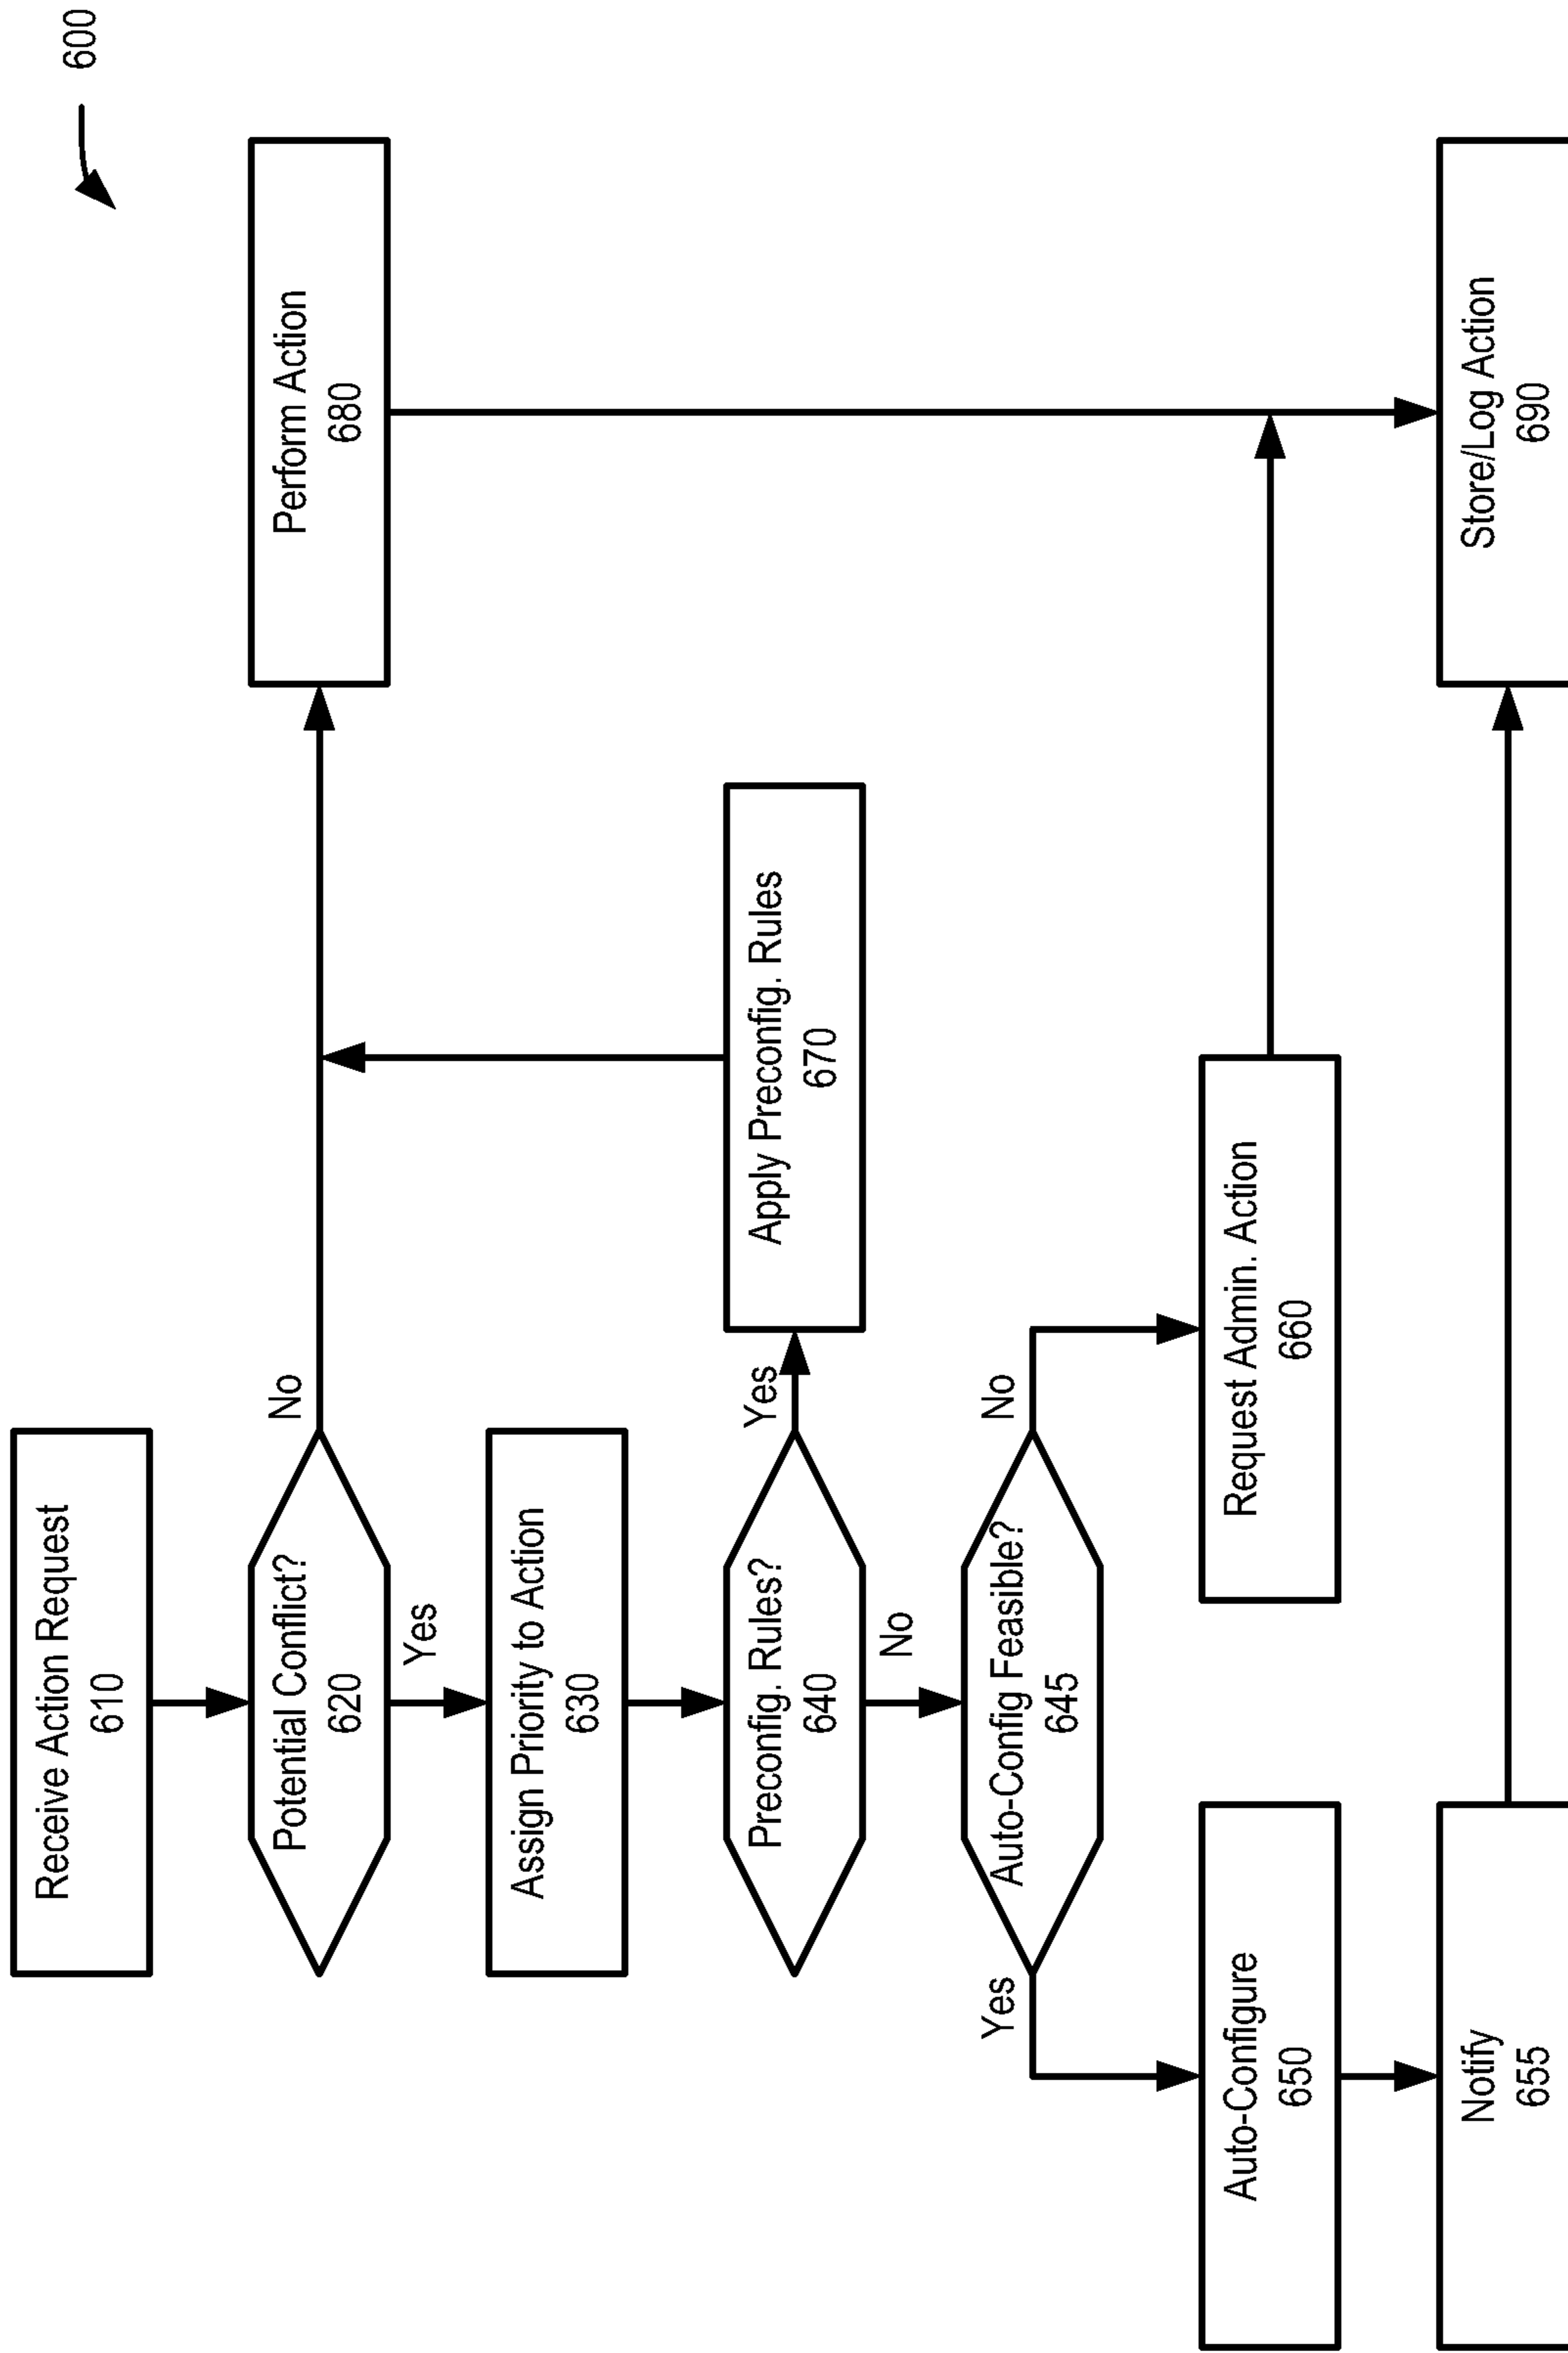 600
Receive Action Request
610
Potential Conflict?
620
No
Yes
Perform Action
680
Assign Priority to Action
630
Preconfig. Rules?
640
Yes
No
Apply Preconfig. Rules
670
Auto-Config Feasible?
645
Yes
No
Auto-Configure
650
Request Admin. Action
660
Notify
655
Store/Log Action
690